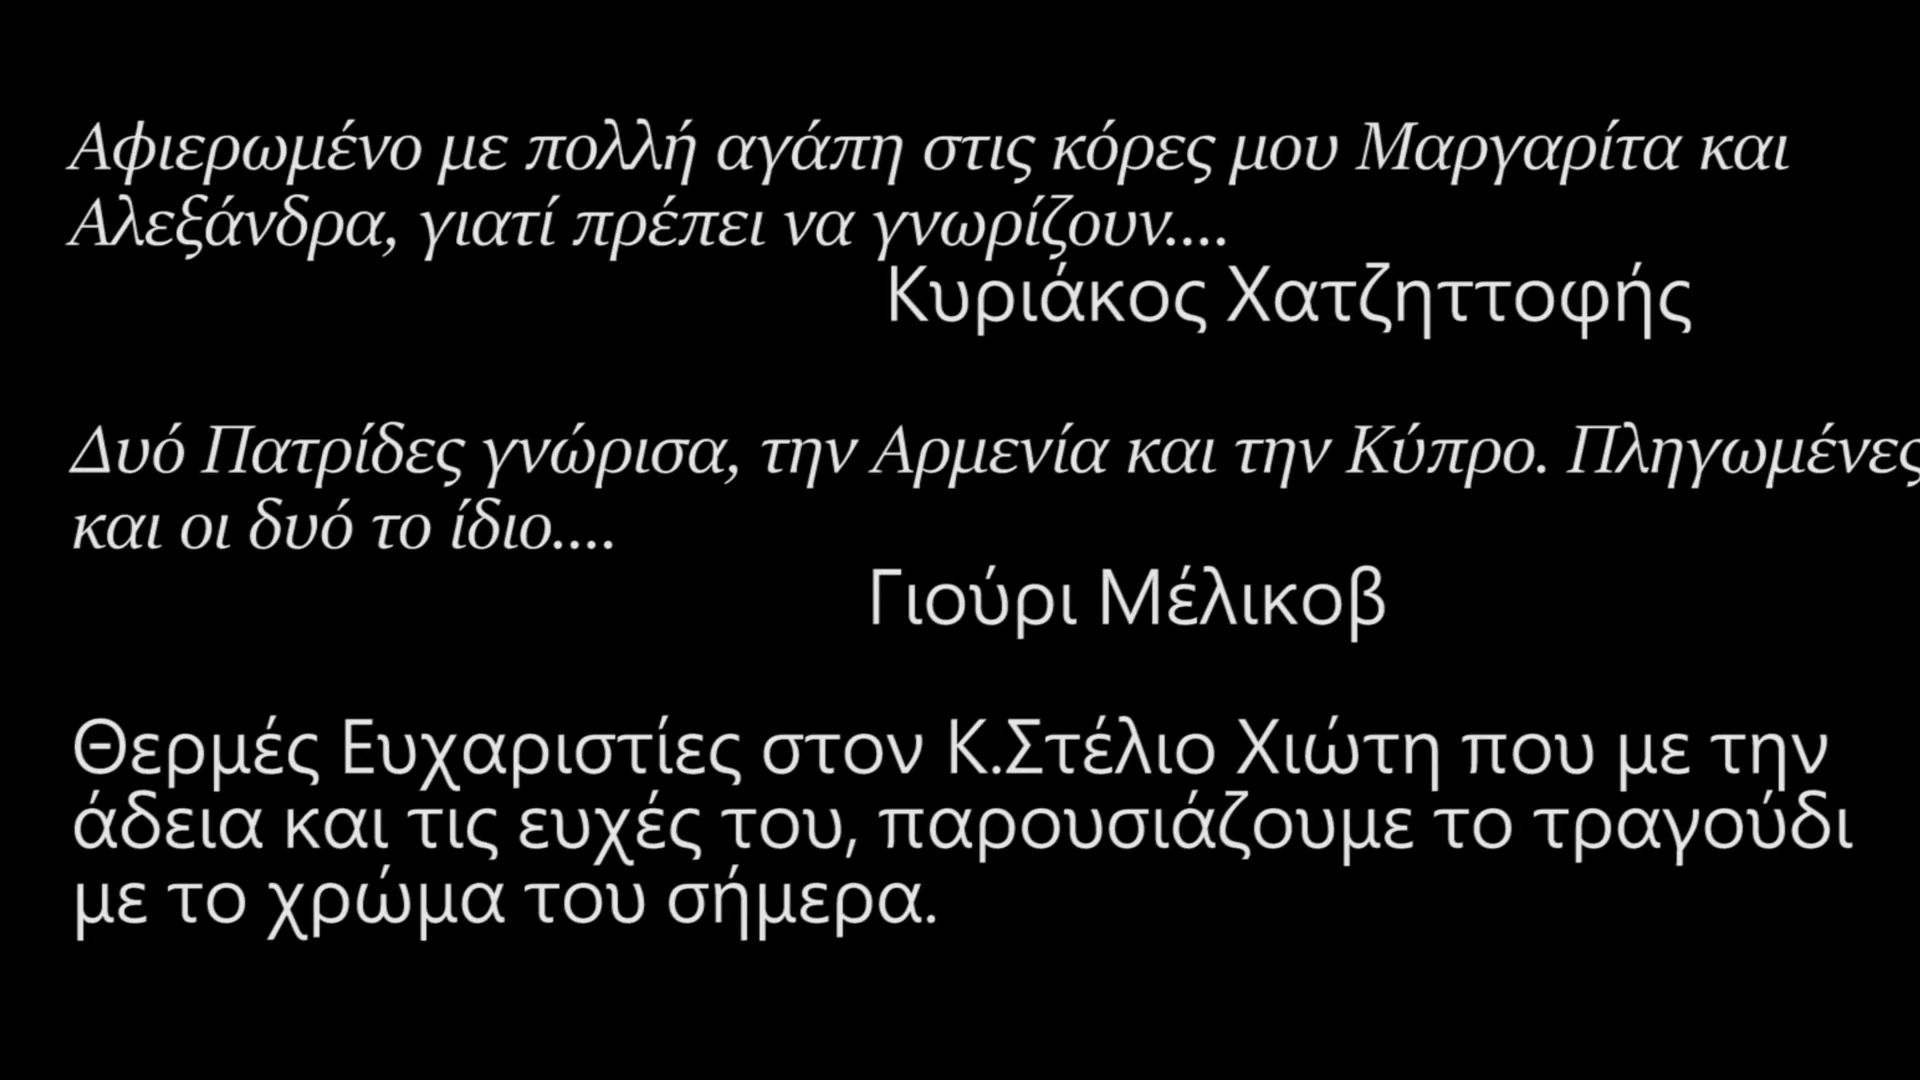 Αφιερωμένο με πολλή αγάπη στις κόρες μου Μαργαρίτα και
Αλεξάνδρα, γιατί πρέπει να γνωρίζουν....
Κυριάκος Χατζηττοφής
Δυό Πατρίδες γνώρισα, την Αρμενία και την Κύπρο. Πληγωμένες
και οι δυό το ίδιο....
Γιούρι Μέλικοβ
Θερμές Ευχαριστίες στον Κ.Στέλιο Χιώτη που με την
άδεια και τις ευχές του, παρουσιάζουμε το τραγούδι
με το χρώμα του σήμερα.